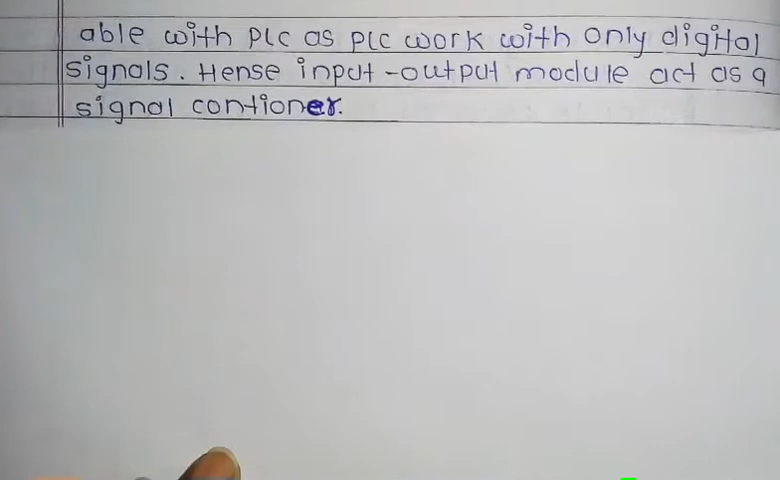 able with PLC as PLC work with only digital
signals. Hense input-output module act as a
signal contioner.